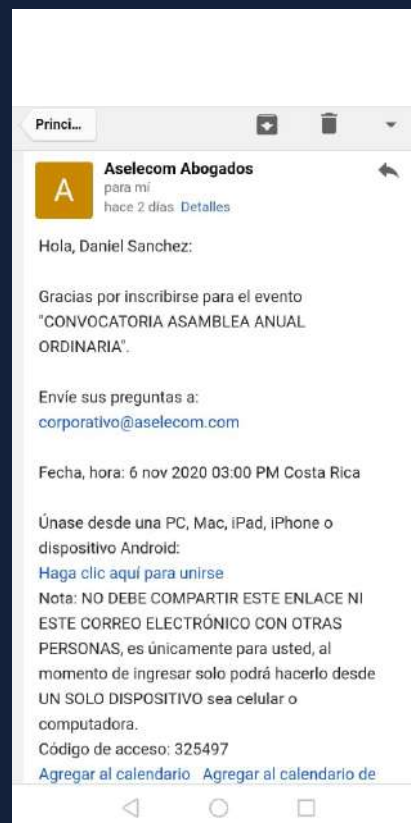 Princi...
A
Aselecom Abogados
para mí
hace 2 días Detalles
Hola, Daniel Sanchez:
Gracias por inscribirse para el evento
"CONVOCATORIA ASAMBLEA ANUAL
ORDINARIA".
Envíe sus preguntas a:
corporativo@aselecom.com
Fecha, hora: 6 nov 2020 03:00 PM Costa Rica
Únase desde una PC, Mac, iPad, iPhone o
dispositivo Android:
Haga clic aquí para unirse
Nota: NO DEBE COMPARTIR ESTE ENLACE NI
ESTE CORREO ELECTRÓNICO CON OTRAS
PERSONAS, es únicamente para usted, al
momento de ingresar solo podrá hacerlo desde
UN SOLO DISPOSITIVO sea celular o
computadora.
Código de acceso: 325497
Agregar al calendario Agregar al calendario de